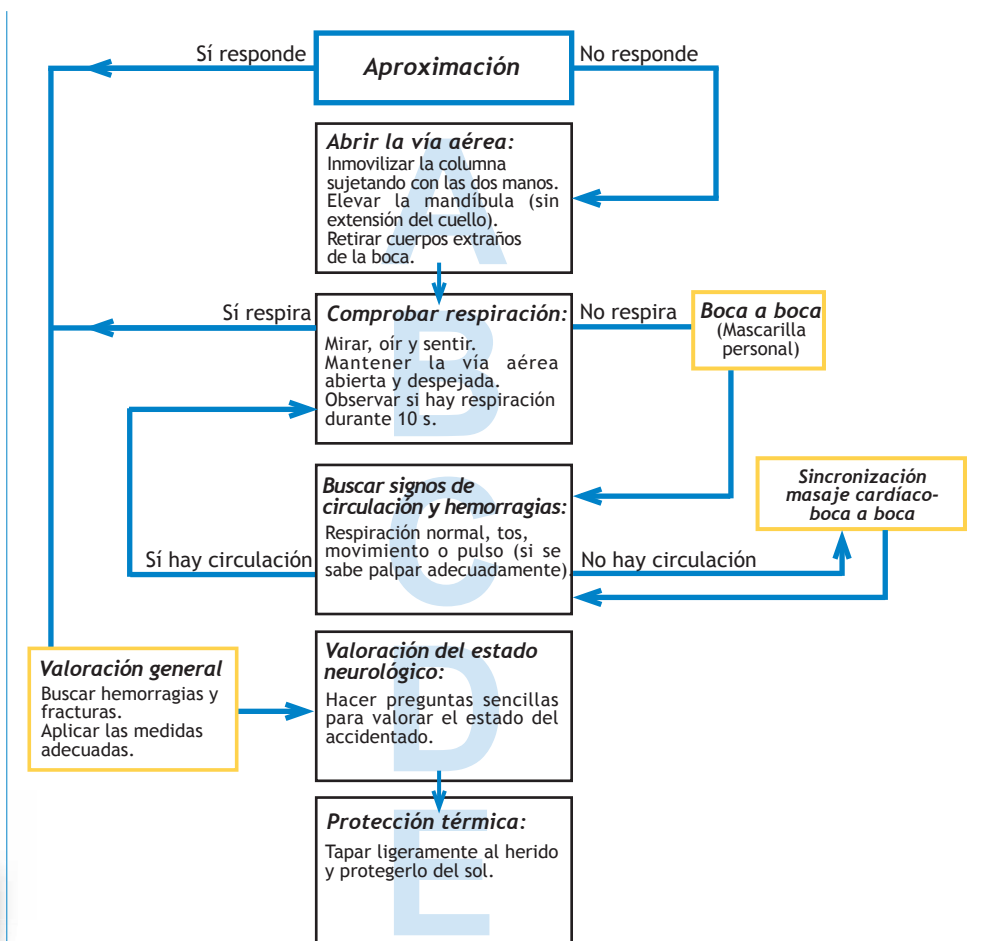 Sí responde
Aproximación
No responde
A
Abrir la vía aérea:
Inmovilizar la columna
sujetando con las dos manos.
Elevar la mandíbula (sin
extensión del cuello).
Retirar cuerpos extraños
de la boca.
Sí respira
B
Comprobar respiración:
Mirar, oír y sentir.
Mantener la vía aérea
abierta y despejada.
Observar si hay respiración
durante 10 s.
No respira
Boca a boca
(Mascarilla
personal)
C
Buscar signos de
circulación y hemorragias:
Respiración normal, tos,
movimiento o pulso (si se
sabe palpar adecuadamente).
Sí hay circulación
No hay circulación
Sincronización
masaje cardíaco-
boca a boca
Valoración general
Buscar hemorragias y
fracturas.
Aplicar las medidas
adecuadas.
D
Valoración del estado
neurológico:
Hacer preguntas sencillas
para valorar el estado del
accidentado.
E
Protección térmica:
Tapar ligeramente al herido
y protegerlo del sol.